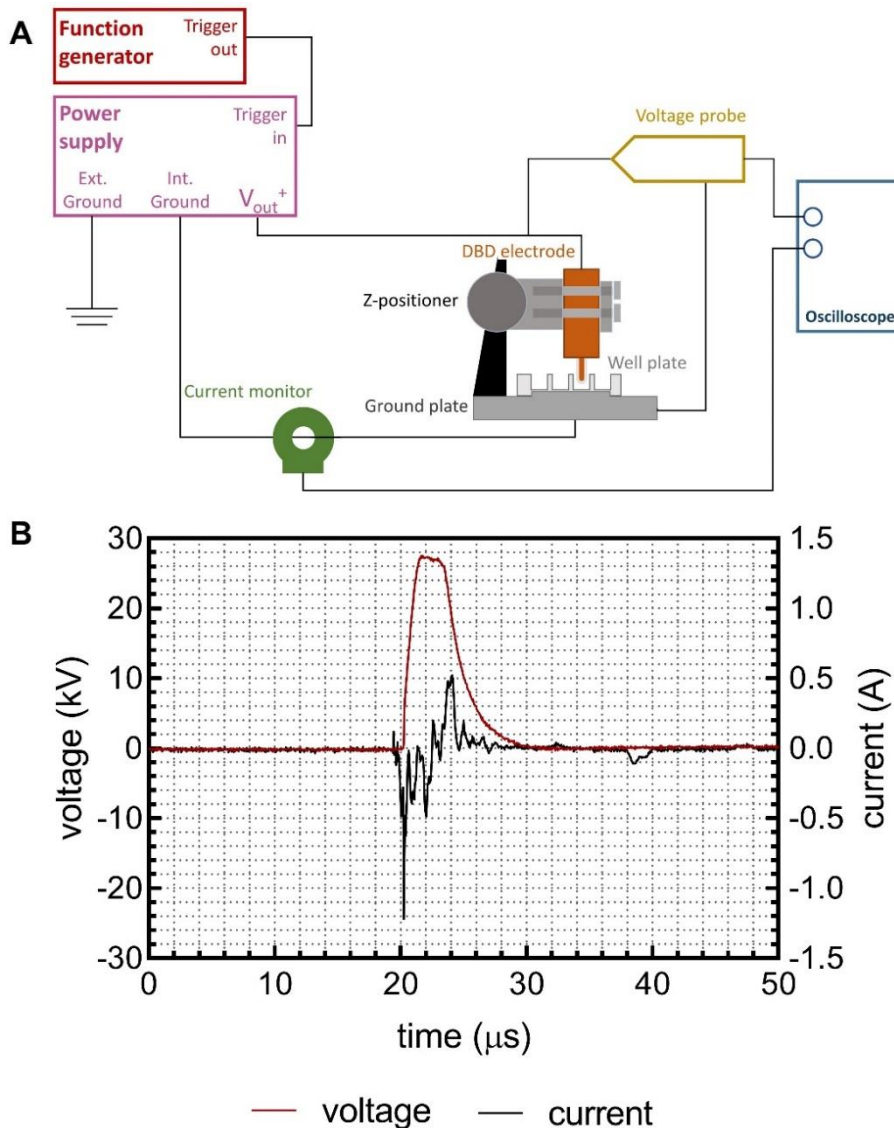 A
Function
generator
Trigger
out
Power
supply
Trigger
in
Ext.
Ground
Int.
Ground
Vout+
Voltage probe
DBD electrode
Z-positioner
Oscilloscope
Well plate
Ground plate
Current monitor
B
30
20
10
0
-10
-20
-30
voltage (kV)
1.5
1.0
0.5
0.0
-0.5
-1.0
-1.5
current (A)
0 10 20 30 40 50
time (μs)
voltage current